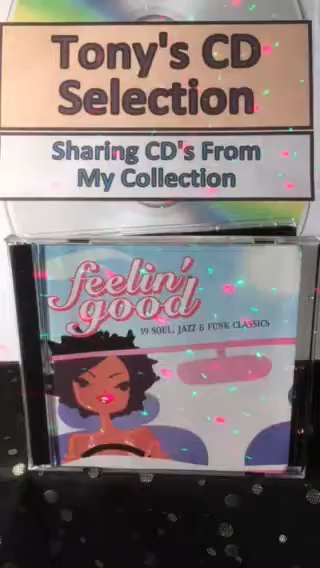 Tony's CD
Selection
Sharing CD's From
My Collection
feelin'
good
39 SOUL, JAZZ & FUNK CLASSICS